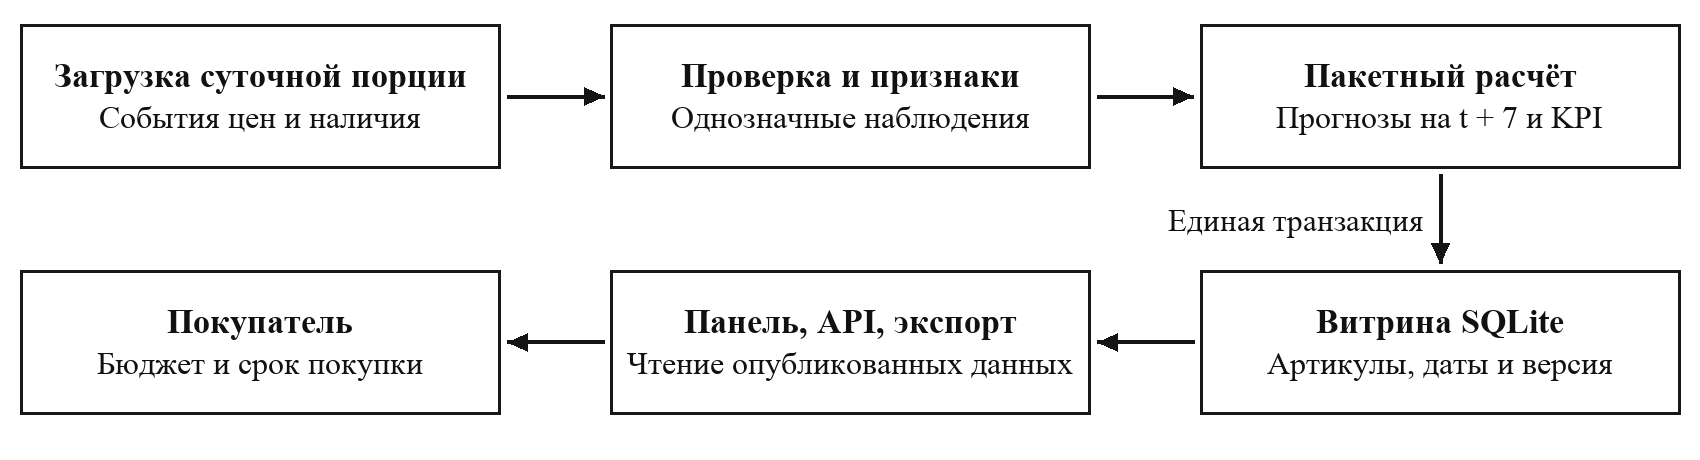 Загрузка суточной порции
События цен и наличия
Проверка и признаки
Однозначные наблюдения
Пакетный расчёт
Прогнозы на t + 7 и KPI
Единая транзакция
Витрина SQLite
Артикулы, даты и версия
Панель, API, экспорт
Чтение опубликованных данных
Покупатель
Бюджет и срок покупки